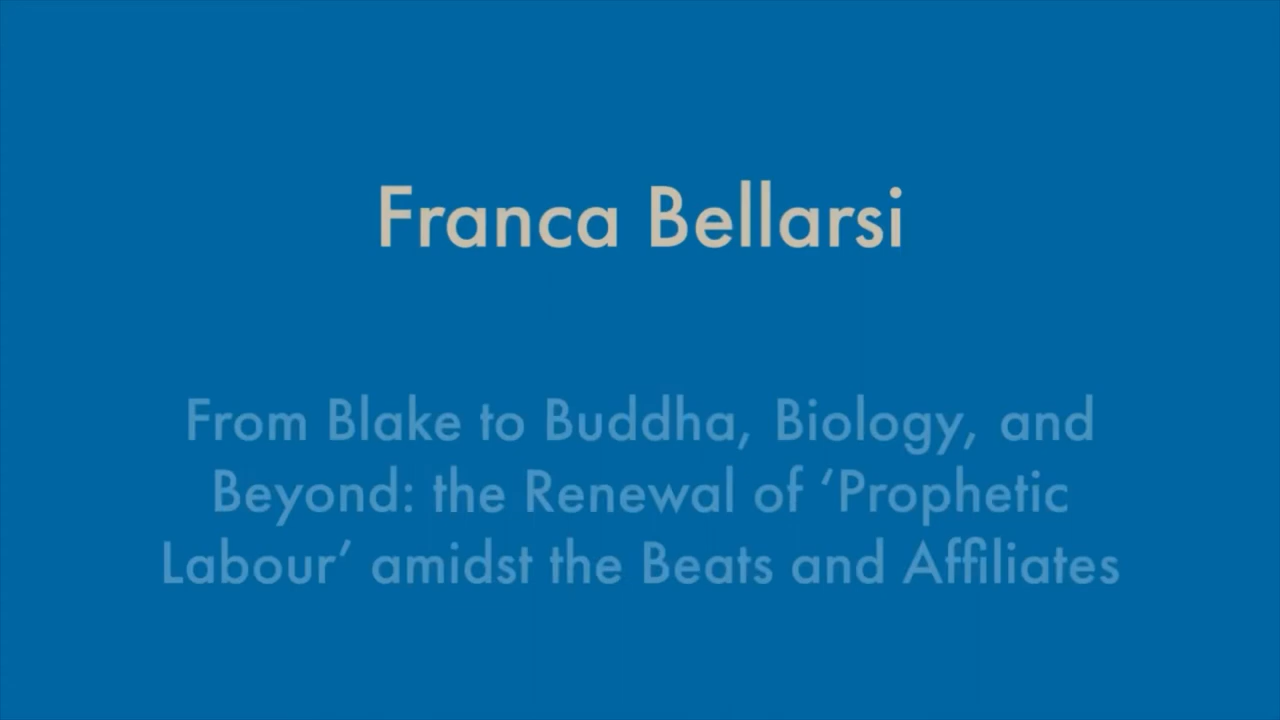 Franca Bellarsi
From Blake to Buddha, Biology, and
Beyond: the Renewal of ‘Prophetic
Labour’ amidst the Beats and Affiliates